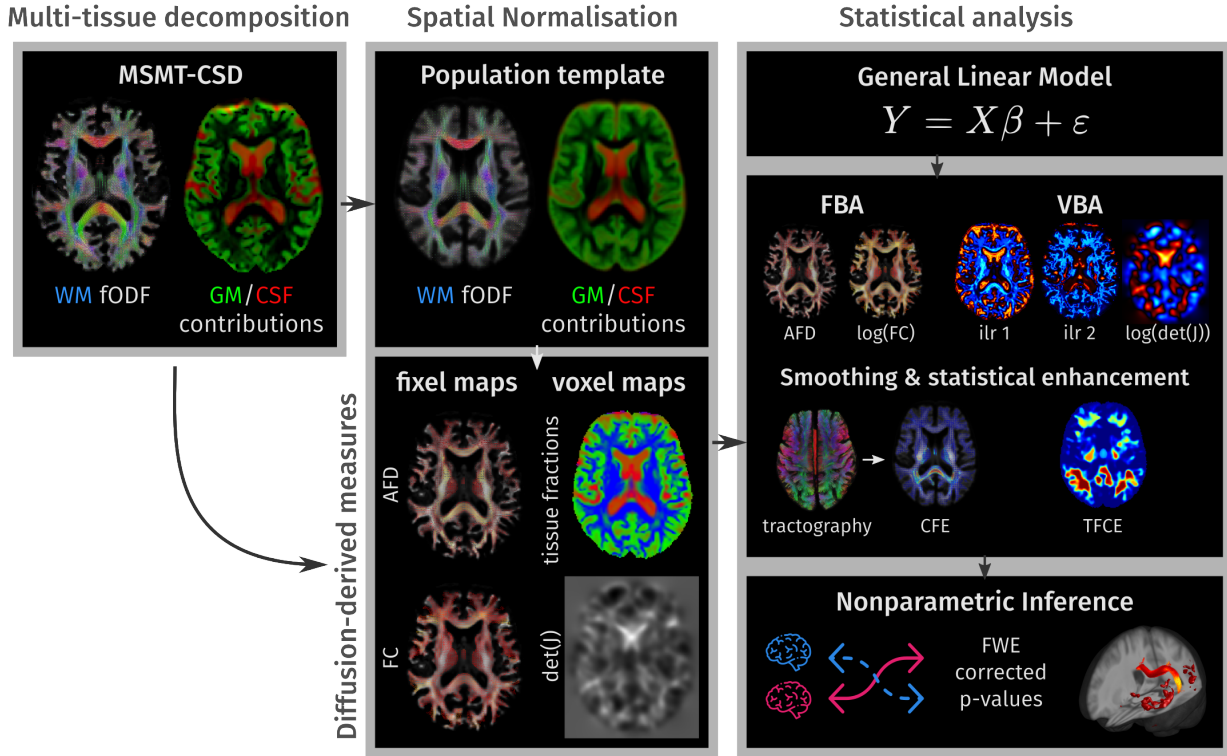 Multi-tissue decomposition
MSMT-CSD
WM fODF
GM/CSF
contributions
Spatial Normalisation
Population template
WM fODF
GM/CSF
contributions
Diffusion-derived measures
fixel maps
voxel maps
AFD
tissue fractions
FC
det(J)
Statistical analysis
General Linear Model
Y = Xβ + ε
FBA
VBA
AFD
log(FC)
ilr 1
ilr 2
log(det(J))
Smoothing & statistical enhancement
tractography
CFE
TFCE
Nonparametric Inference
FWE
corrected
p-values